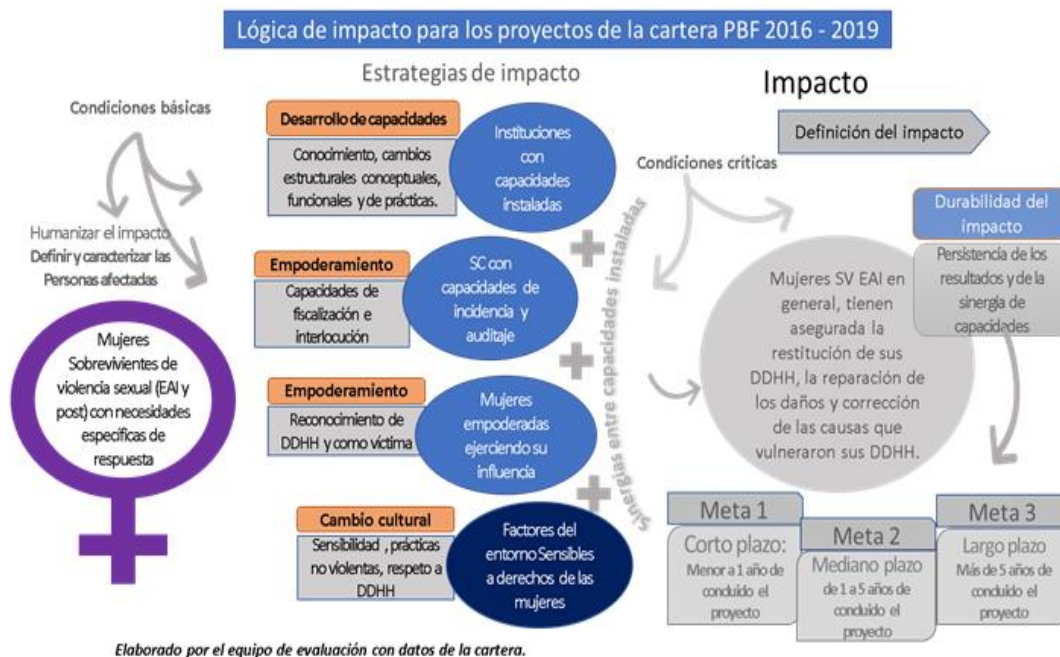 Lógica de impacto para los proyectos de la cartera PBF 2016 - 2019
Condiciones básicas
Humanizar el impacto
Definir y caracterizar las
Personas afectadas
Mujeres
Sobrevivientes de
violencia sexual (EAI y
post) con necesidades
específicas de
respuesta
Estrategias de impacto
Desarrollo de capacidades
Conocimiento, cambios
estructurales conceptuales,
funcionales y de prácticas.
Instituciones
con
capacidades
instaladas
Empoderamiento
Capacidades de
fiscalización e
interlocución
SC con
capacidades de
incidencia y
auditaje
Empoderamiento
Reconocimiento de
DDHH y como víctima
Mujeres
empoderadas
ejerciendo su
influencia
Cambio cultural
Sensibilidad , prácticas
no violentas, respeto a
DDHH
Factores del
entorno Sensibles
a derechos de las
mujeres
Sinergias entre capacidades instaladas
Impacto
Definición del impacto
Condiciones críticas
Durabilidad del
impacto
Persistencia de los
resultados y de la
sinergía de
capacidades
Mujeres SV EAI en
general, tienen
asegurada la
restitución de sus
DDHH, la reparación de
los daños y corrección
de las causas que
vulneraron sus DDHH.
Meta 1
Corto plazo:
Menor a 1 año de
concluido el
proyecto
Meta 2
Mediano plazo
de 1 a 5 años de
concluido el
proyecto
Meta 3
Largo plazo
Más de 5 años de
concluido el
proyecto
Elaborado por el equipo de evaluación con datos de la cartera.